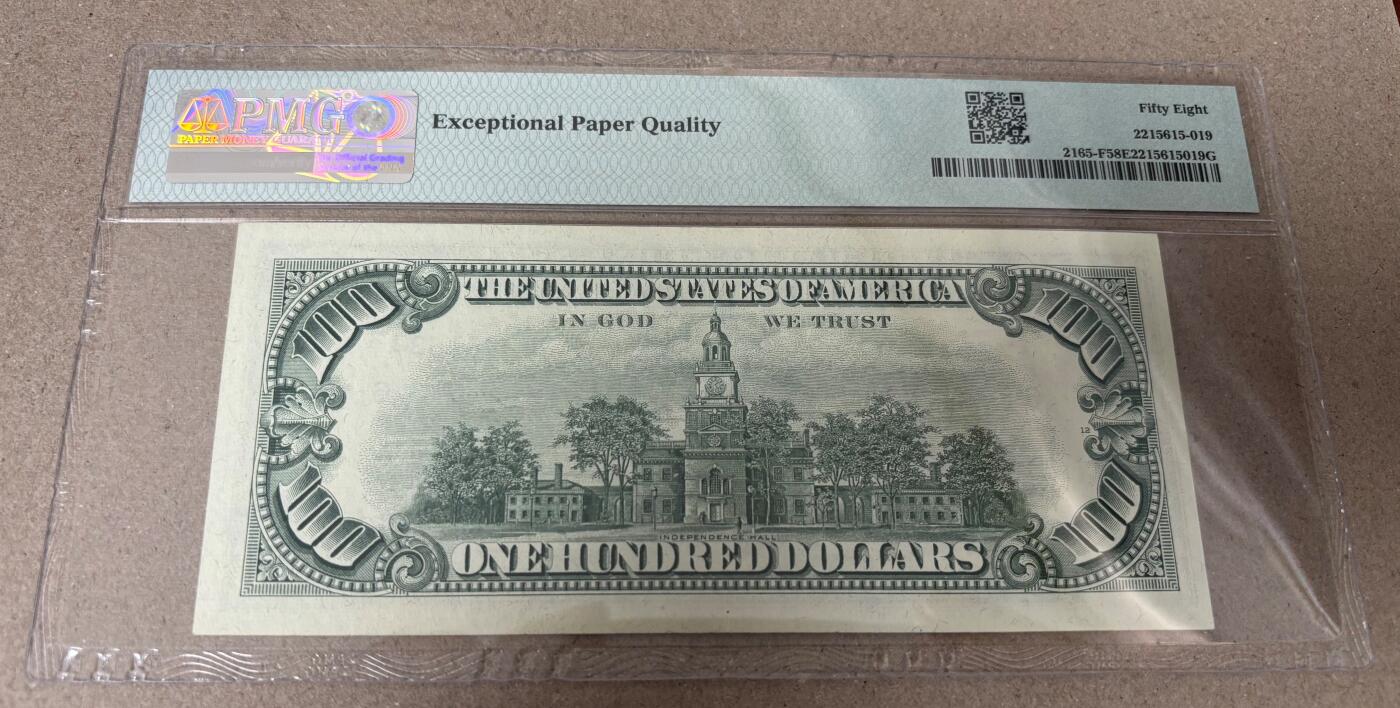 PMG
PAPER MONEY GUARANTY
Exceptional Paper Quality
Fifty Eight
2215615-019
2165-F58E2215615019G
THE UNITED STATES OF AMERICA
IN GOD WE TRUST
100
100
12
100
100
INDEPENDENCE HALL
ONE HUNDRED DOLLARS